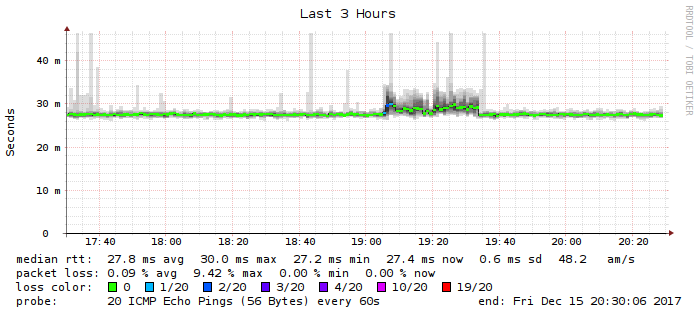 Last 3 Hours
RRDTOOL / TOBI OETIKER
Seconds
40 m
30 m
20 m
10 m
0
17:40 18:00 18:20 18:40 19:00 19:20 19:40 20:00 20:20
median rtt: 27.8 ms avg 30.0 ms max 27.2 ms min 27.4 ms now 0.6 ms sd 48.2 am/s
packet loss: 0.09 % avg 9.42 % max 0.00 % min 0.00 % now
loss color: 0 1/20 2/20 3/20 4/20 10/20 19/20
probe: 20 ICMP Echo Pings (56 Bytes) every 60s end: Fri Dec 15 20:30:06 2017